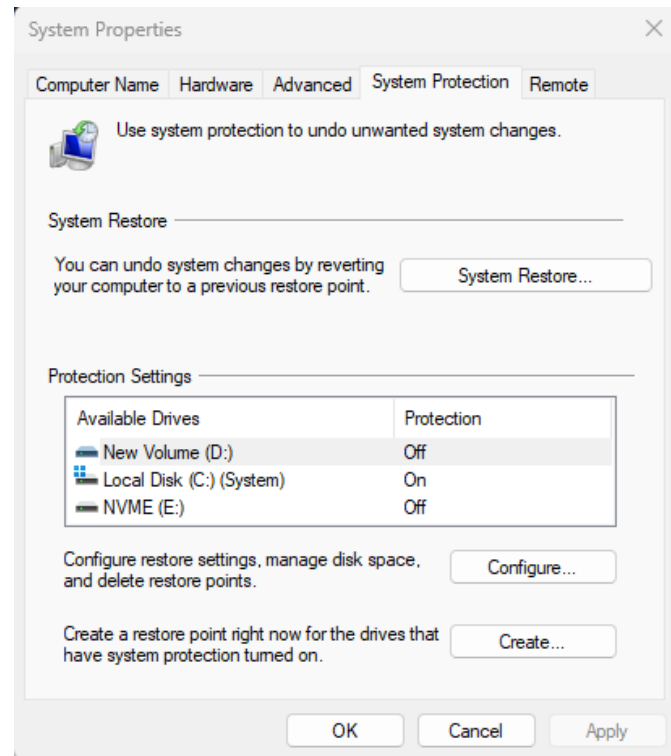 System Properties
Computer Name Hardware Advanced System Protection Remote
Use system protection to undo unwanted system changes.
System Restore
You can undo system changes by reverting
your computer to a previous restore point.
System Restore...
Protection Settings
Available Drives Protection
New Volume (D:) Off
Local Disk (C:) (System) On
NVME (E:) Off
Configure restore settings, manage disk space,
and delete restore points.
Configure...
Create a restore point right now for the drives that
have system protection turned on.
Create...
OK Cancel Apply